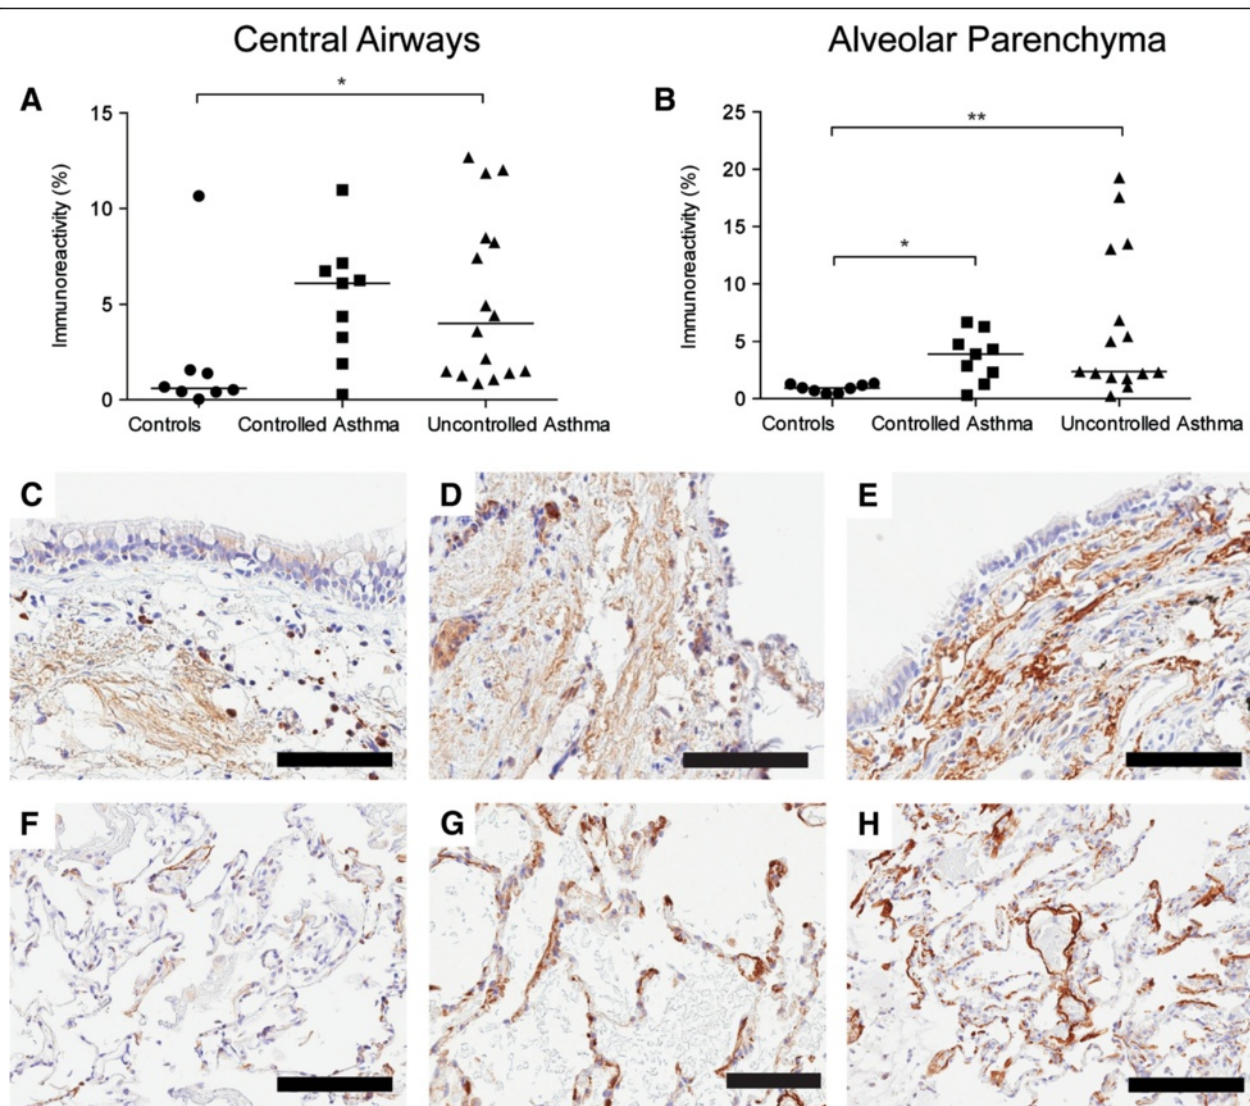 Central Airways
Alveolar Parenchyma
A
*
15
10
5
0
Immunoreactivity (%)
Controls Controlled Asthma Uncontrolled Asthma
B
**
*
25
20
15
10
5
0
Immunoreactivity (%)
Controls Controlled Asthma Uncontrolled Asthma
C
D
E
F
G
H